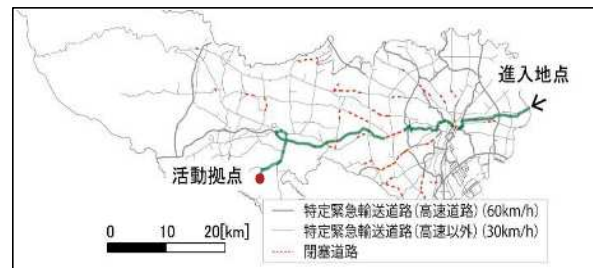 進入地点
活動拠点
0 10 20[km]
特定緊急輸送道路(高速道路)(60km/h)
特定緊急輸送道路(高速以外)(30km/h)
閉塞道路